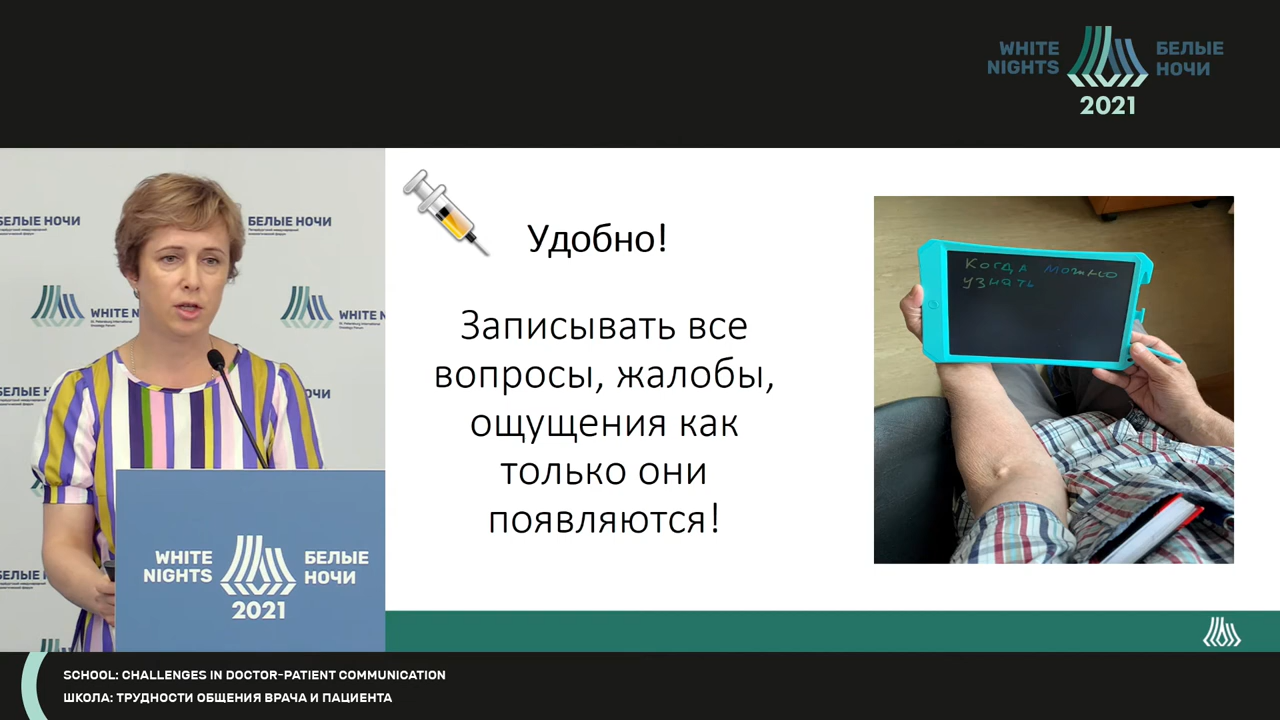 WHITE
NIGHTS
БЕЛЫЕ
НОЧИ
2021
БЕЛЫЕ НОЧИ
БЕЛЫЕ НОЧИ
WHITE N
WHITE N
WHITE
NIGHTS
БЕЛЫЕ
НОЧИ
2021
Удобно!
Записывать все
вопросы, жалобы,
ощущения как
только они
появляются!
Когда можно
узнать
SCHOOL: CHALLENGES IN DOCTOR-PATIENT COMMUNICATION
ШКОЛА: ТРУДНОСТИ ОБЩЕНИЯ ВРАЧА И ПАЦИЕНТА